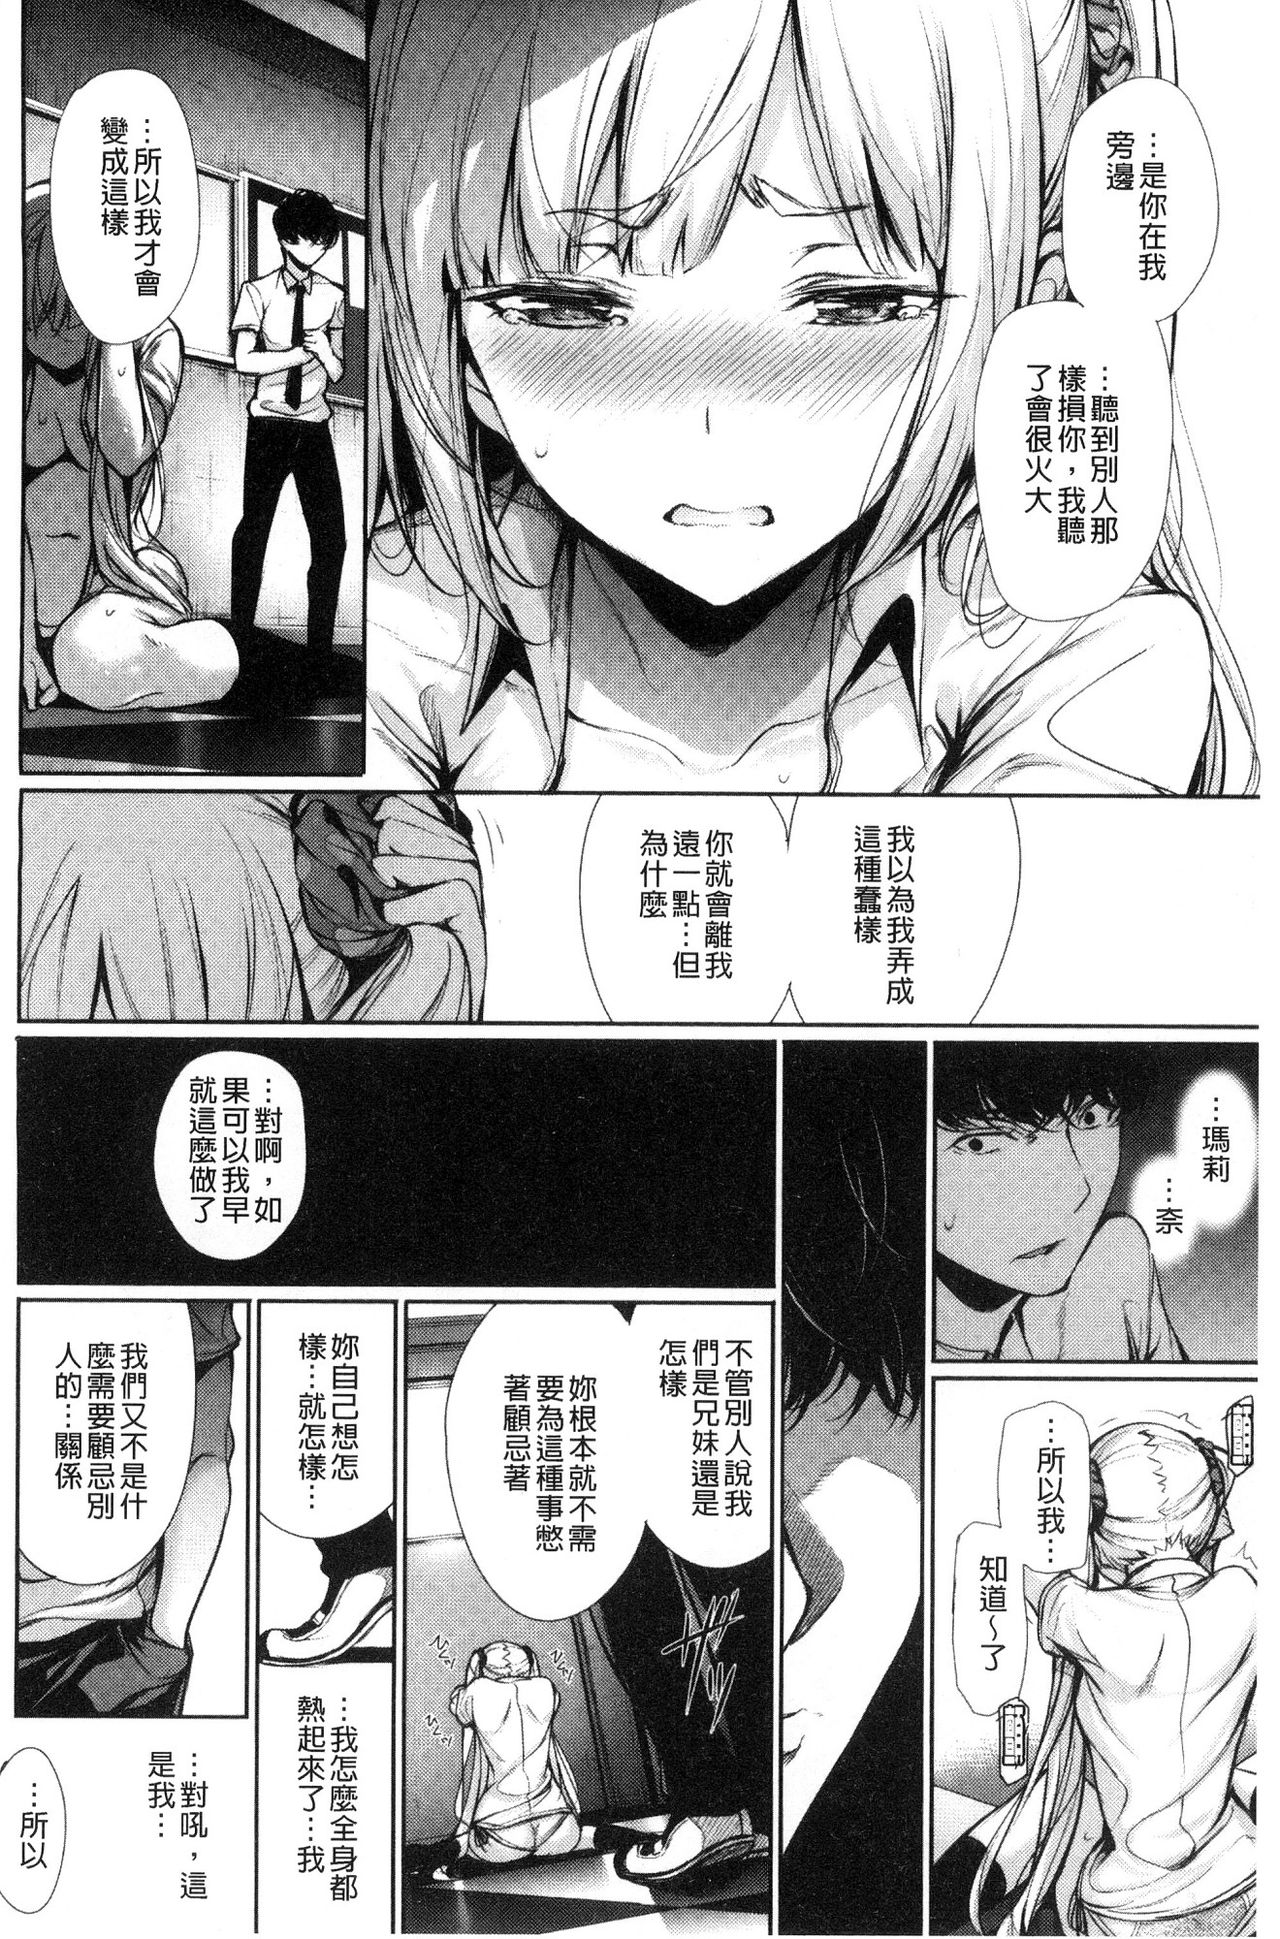 …是你在我
旁邊
…聽到別人那
樣損你，我聽
了會很火大
…所以我才會
變成這樣
我以為我弄成
這種蠢樣
你就會離我
遠一點…但
為什麼
…瑪莉
…奈
…所以我…
知道～了
…對啊，如
果可以我早
就這麼做了
不管別人說我
們是兄妹還是
怎樣
妳根本就不需
要為這種事憋
著顧忌著
妳自己想怎
樣…就怎樣…
…我怎麼全身都
熱起來了…我
我們又不是什
麼需要顧忌別
人的…關係
…對吼，這
是我…
…所以